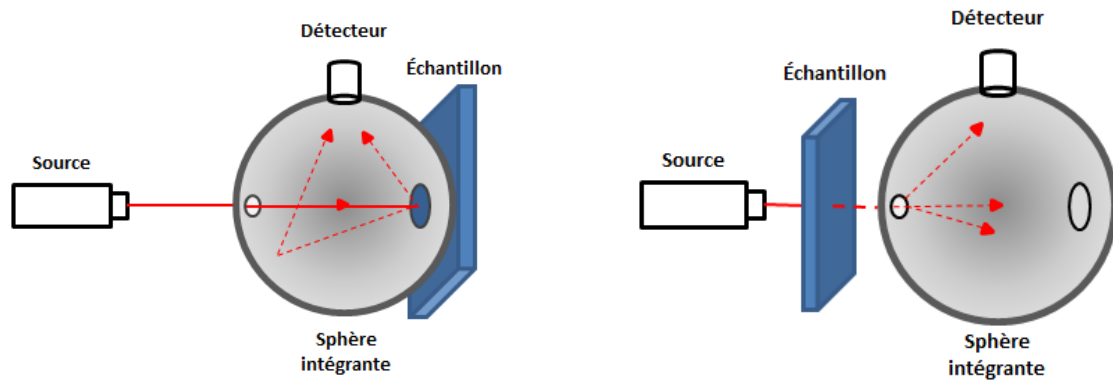 Détecteur
Échantillon
Source
Sphère
intégrante
Détecteur
Échantillon
Source
Sphère
intégrante